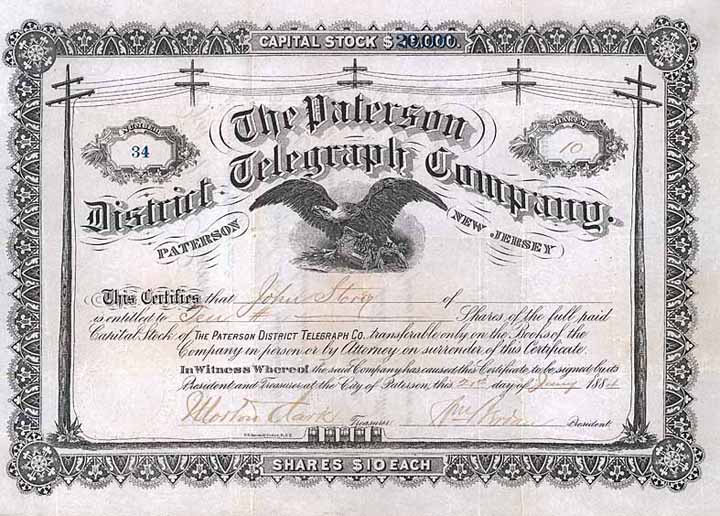 CAPITAL STOCK $20,000.
NUMBER
34
SHARES
10
The Paterson
District Telegraph Company.
PATERSON NEW JERSEY
This Certifies that John Storg of
is entitled to Ten Shares of the full paid
Capital Stock of THE PATERSON DISTRICT TELEGRAPH CO. transferable only on the Books of the
Company in person or by Attorney on surrender of this Certificate.
In Witness Whereof the said Company has caused this Certificate to be signed by its
President and Treasurer at the City of Paterson, this day of 188
Treasurer President
SHARES $10 EACH